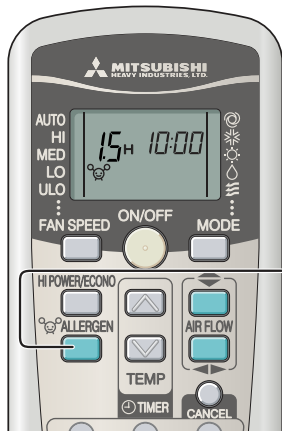 MITSUBISHI
HEAVY INDUSTRIES, LTD.
AUTO
HI
MED
LO
ULO
1.5H 10:00
FAN SPEED
ON/OFF
MODE
HI POWER/ECONO
ALLERGEN
AIR FLOW
TEMP
TIMER
CANCEL